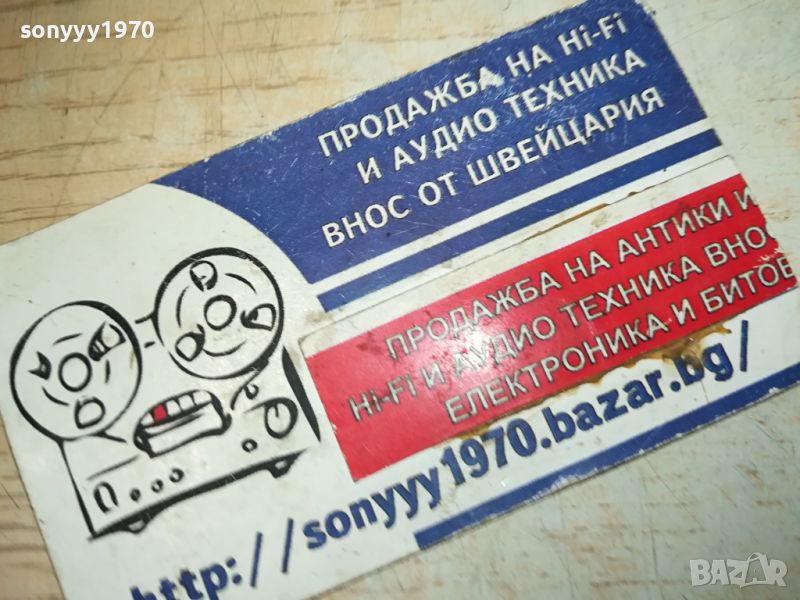 sonyyy1970
ПРОДАЖБА НА Hi-Fi
И АУДИО ТЕХНИКА
ВНОС ОТ ШВЕЙЦАРИЯ
ПРОДАЖБА НА АНТИКИ И
Hi-Fi И АУДИО ТЕХНИКА ВНОС
ЕЛЕКТРОНИКА И БИТОВ
http://sonyyy1970.bazar.bg/
BAZAR